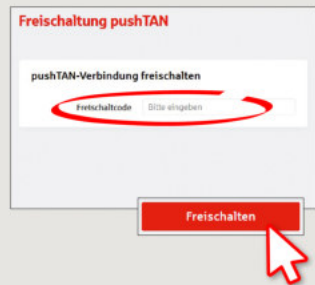 Freischaltung pushTAN
pushTAN-Verbindung freischalten
Freischaltcode Bitte eingeben
Freischalten